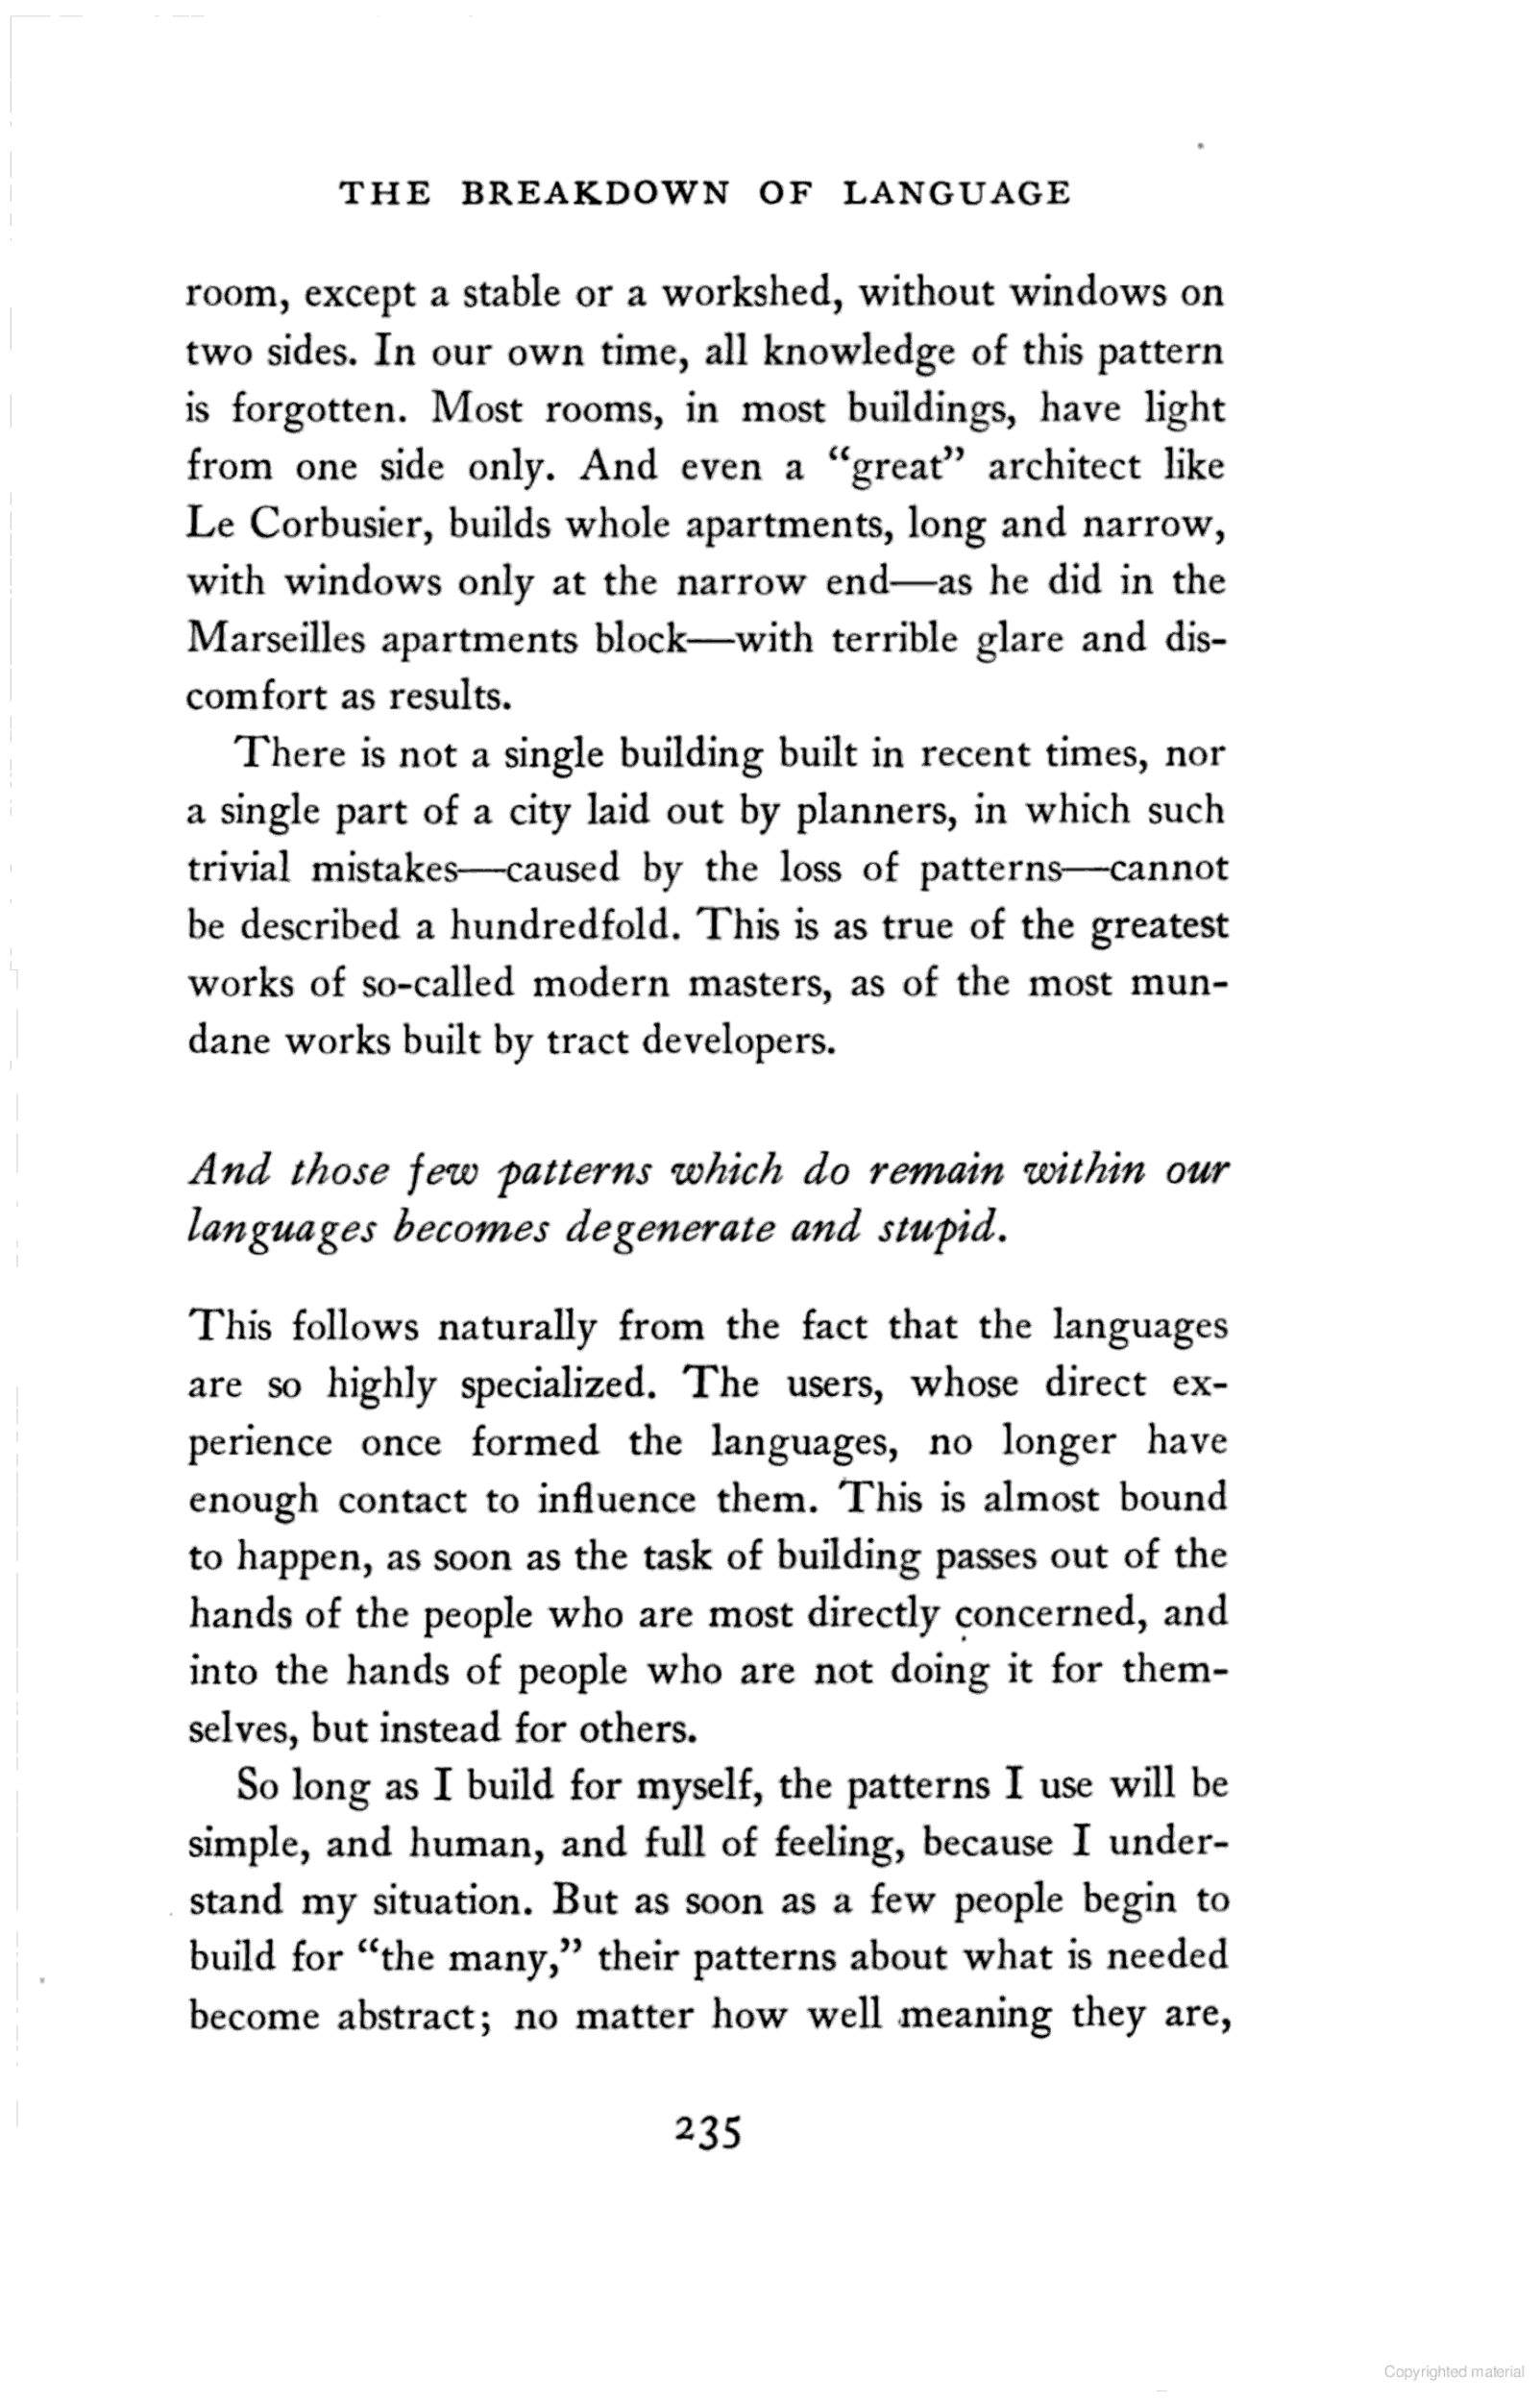 THE BREAKDOWN OF LANGUAGE
room, except a stable or a workshed, without windows on
two sides. In our own time, all knowledge of this pattern
is forgotten. Most rooms, in most buildings, have light
from one side only. And even a “great” architect like
Le Corbusier, builds whole apartments, long and narrow,
with windows only at the narrow end—as he did in the
Marseilles apartments block—with terrible glare and dis-
comfort as results.
There is not a single building built in recent times, nor
a single part of a city laid out by planners, in which such
trivial mistakes—caused by the loss of patterns—cannot
be described a hundredfold. This is as true of the greatest
works of so-called modern masters, as of the most mun-
dane works built by tract developers.
And those few patterns which do remain within our
languages becomes degenerate and stupid.
This follows naturally from the fact that the languages
are so highly specialized. The users, whose direct ex-
perience once formed the languages, no longer have
enough contact to influence them. This is almost bound
to happen, as soon as the task of building passes out of the
hands of the people who are most directly concerned, and
into the hands of people who are not doing it for them-
selves, but instead for others.
So long as I build for myself, the patterns I use will be
simple, and human, and full of feeling, because I under-
stand my situation. But as soon as a few people begin to
build for “the many,” their patterns about what is needed
become abstract; no matter how well meaning they are,
235
Copyrighted material